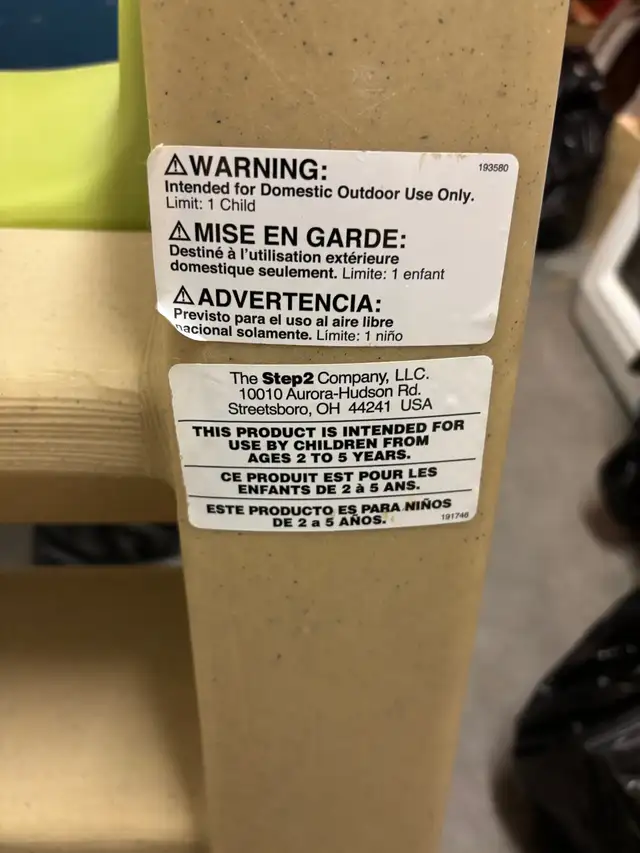 ⚠WARNING: 193580
Intended for Domestic Outdoor Use Only.
Limit: 1 Child
⚠MISE EN GARDE:
Destiné à l'utilisation extérieure
domestique seulement. Limite: 1 enfant
⚠ADVERTENCIA:
Previsto para el uso al aire libre
nacional solamente. Límite: 1 niño
The Step2 Company, LLC.
10010 Aurora-Hudson Rd.
Streetsboro, OH 44241 USA
THIS PRODUCT IS INTENDED FOR
USE BY CHILDREN FROM
AGES 2 TO 5 YEARS.
CE PRODUIT EST POUR LES
ENFANTS DE 2 à 5 ANS.
ESTE PRODUCTO ES PARA NIÑOS
DE 2 a 5 AÑOS. 191746